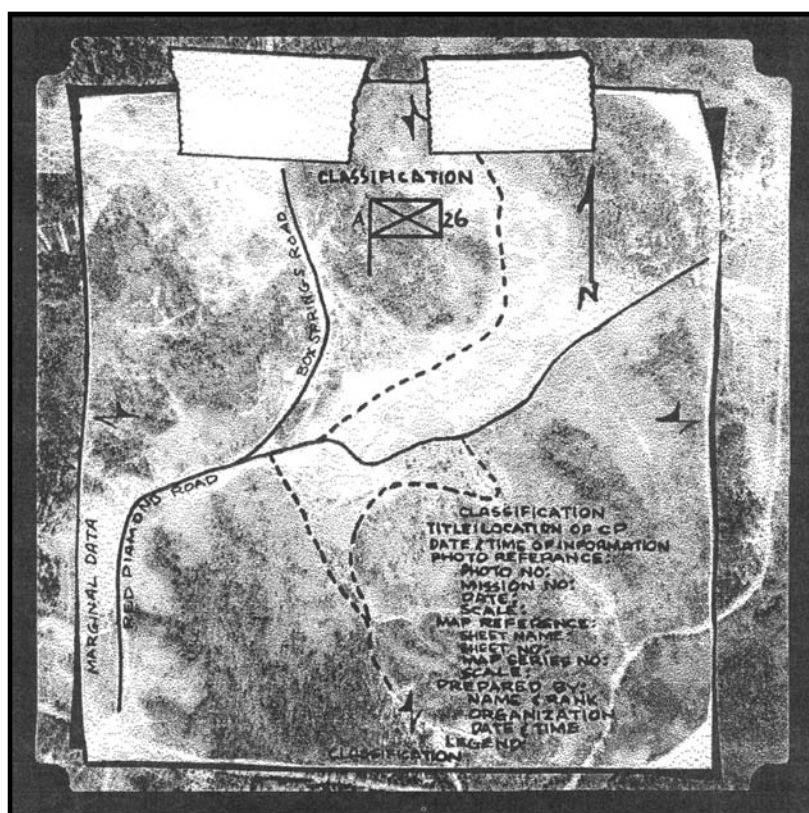 CLASSIFICATION
A 26
BOX SPRINGS ROAD
N
RED DIAMOND ROAD
MARGINAL DATA
CLASSIFICATION
TITLE: LOCATION OF CP
DATE & TIME OF INFORMATION
PHOTO REFERANCE:
PHOTO NO:
MISSION NO:
DATE:
SCALE:
MAP REFERENCE:
SHEET NAME:
SHEET NO:
MAP SERIES NO:
SCALE:
PREPARED BY:
NAME & RANK
ORGANIZATION
DATE & TIME
LEGEND:
CLASSIFICATION